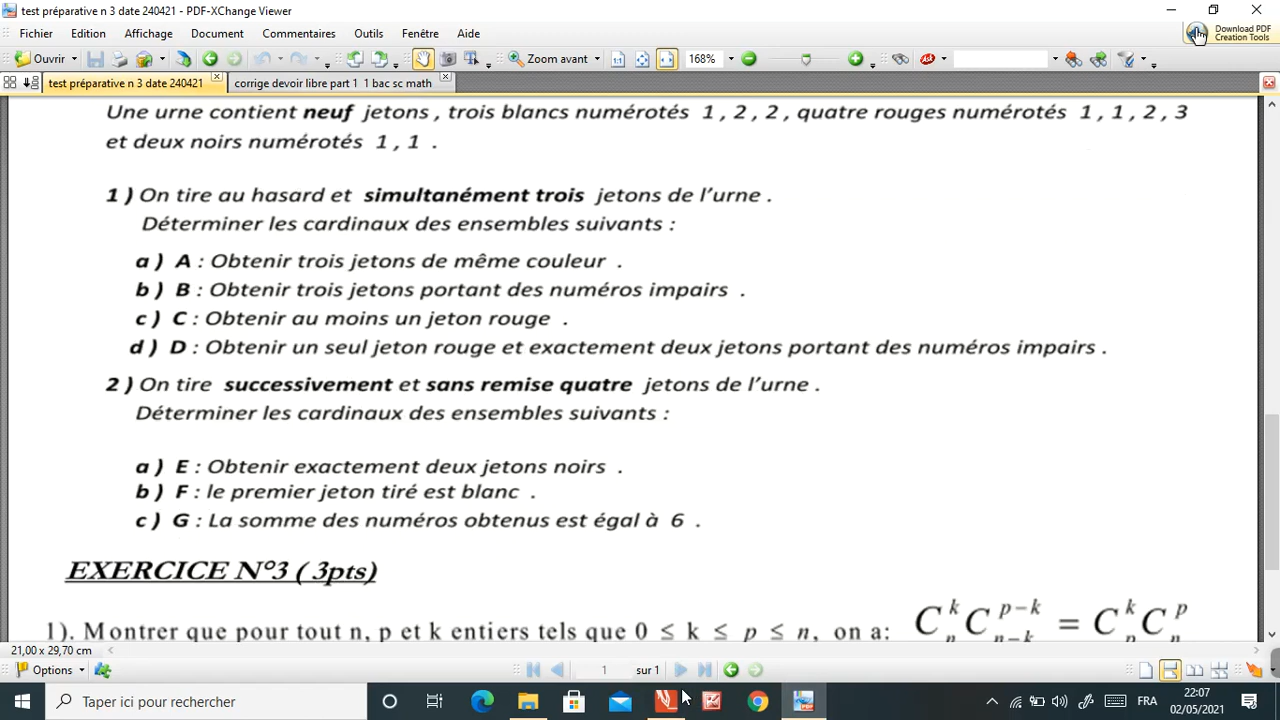 test préparative n 3 date 240421 - PDF-XChange Viewer
Fichier Edition Affichage Document Commentaires Outils Fenêtre Aide
Download PDF
Creation Tools
Ouvrir Zoom avant 168%
test préparative n 3 date 240421 corrige devoir libre part 1 1 bac sc math
Une urne contient neuf jetons , trois blancs numérotés 1 , 2 , 2 , quatre rouges numérotés 1 , 1 , 2 , 3
et deux noirs numérotés 1 , 1 .
1 ) On tire au hasard et simultanément trois jetons de l'urne .
Déterminer les cardinaux des ensembles suivants :
a ) A : Obtenir trois jetons de même couleur .
b ) B : Obtenir trois jetons portant des numéros impairs .
c ) C : Obtenir au moins un jeton rouge .
d ) D : Obtenir un seul jeton rouge et exactement deux jetons portant des numéros impairs .
2 ) On tire successivement et sans remise quatre jetons de l'urne .
Déterminer les cardinaux des ensembles suivants :
a ) E : Obtenir exactement deux jetons noirs .
b ) F : le premier jeton tiré est blanc .
c ) G : La somme des numéros obtenus est égal à 6 .
EXERCICE N°3 ( 3pts)
1). Montrer que pour tout n, p et k entiers tels que 0 ≤ k ≤ p ≤ n, on a: C_n^k C_{n-k}^{p-k} = C_p^k C_n^p
21,00 x 29,70 cm
Options 1 sur 1
Taper ici pour rechercher
FRA
22:07
02/05/2021